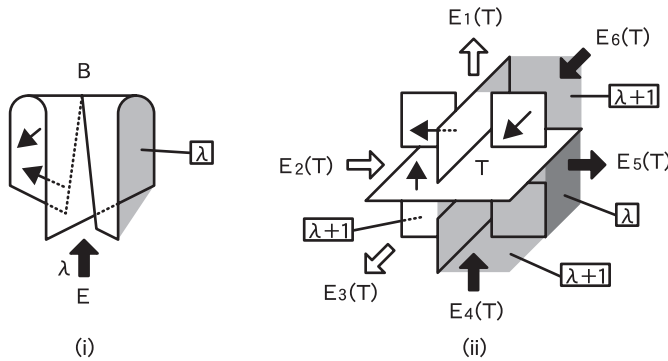 B
λ
λ
E
(i)
E1(T)
E6(T)
λ+1
E2(T)
T
E5(T)
λ
λ+1
λ+1
E3(T)
E4(T)
(ii)